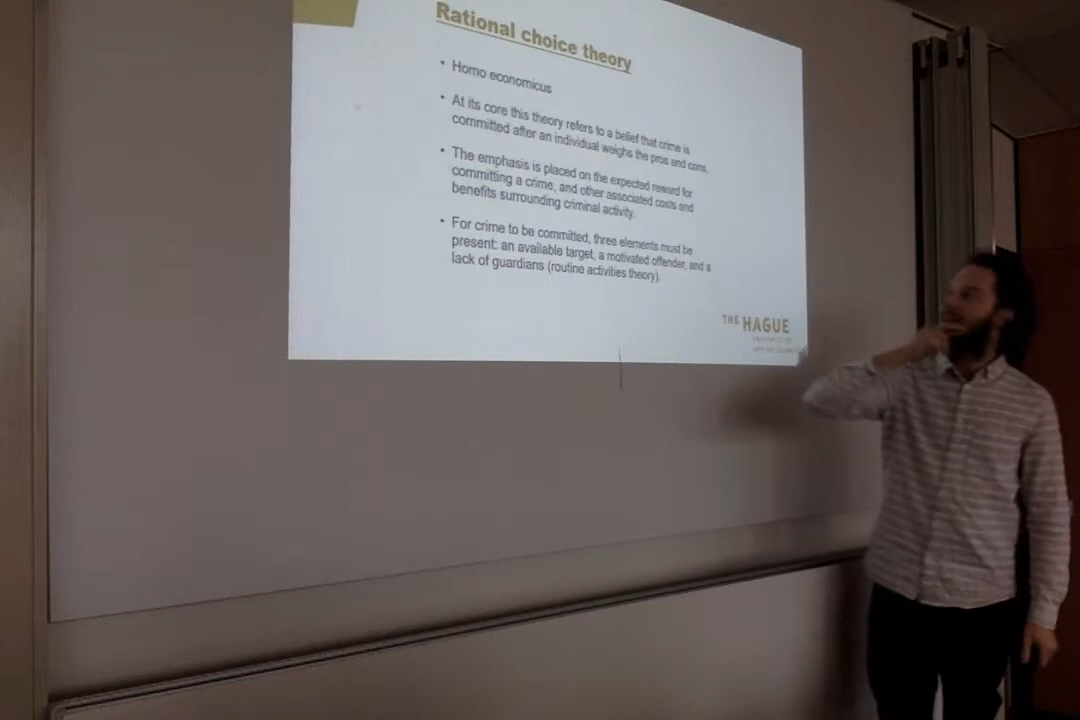 Rational choice theory
• Homo economicus
• At its core this theory refers to a belief that crime is
committed after an individual weighs the pros and cons.
• The emphasis is placed on the expected reward for
committing a crime, and other associated costs and
benefits surrounding criminal activity.
• For crime to be committed, three elements must be
present: an available target, a motivated offender, and a
lack of guardians (routine activities theory).
THE HAGUE